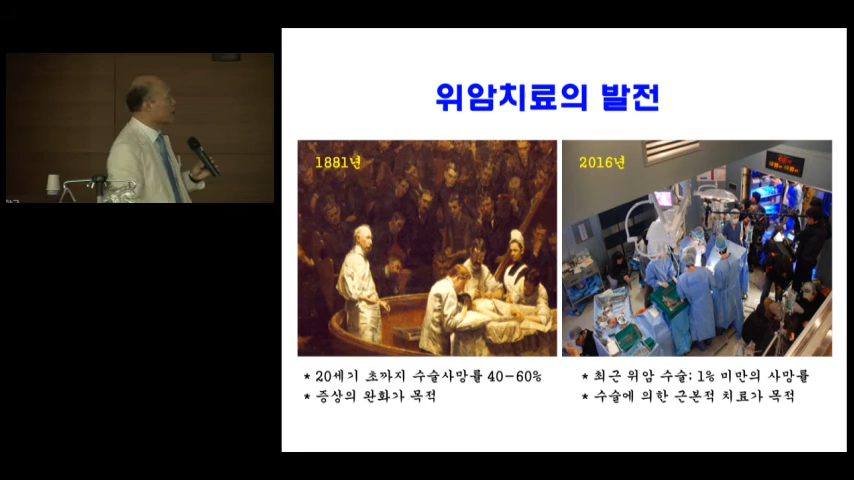 위암치료의 발전
1881년
2016년
* 20세기 초까지 수술사망률 40-60%
* 증상의 완화가 목적
* 최근 위암 수술; 1% 미만의 사망률
* 수술에 의한 근본적 치료가 목적